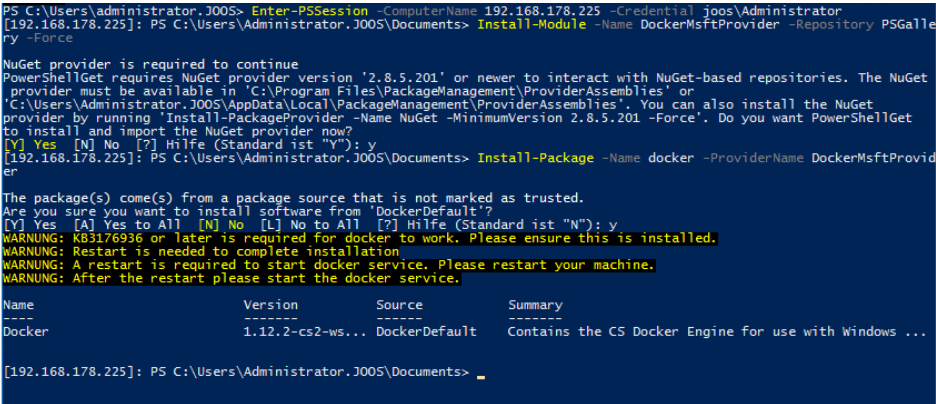 PS C:\Users\administrator.JOOS> Enter-PSSession -ComputerName 192.168.178.225 -Credential joos\Administrator
[192.168.178.225]: PS C:\Users\Administrator.JOOS\Documents> Install-Module -Name DockerMsftProvider -Repository PSGalle
ry -Force
NuGet provider is required to continue
PowerShellGet requires NuGet provider version '2.8.5.201' or newer to interact with NuGet-based repositories. The NuGet
 provider must be available in 'C:\Program Files\PackageManagement\ProviderAssemblies' or
'C:\Users\Administrator.JOOS\AppData\Local\PackageManagement\ProviderAssemblies'. You can also install the NuGet
provider by running 'Install-PackageProvider -Name NuGet -MinimumVersion 2.8.5.201 -Force'. Do you want PowerShellGet
to install and import the NuGet provider now?
[Y] Yes  [N] No  [?] Hilfe (Standard ist "Y"): y
[192.168.178.225]: PS C:\Users\Administrator.JOOS\Documents> Install-Package -Name docker -ProviderName DockerMsftProvid
er
The package(s) come(s) from a package source that is not marked as trusted.
Are you sure you want to install software from 'DockerDefault'?
[Y] Yes  [A] Yes to All  [N] No  [L] No to All  [?] Hilfe (Standard ist "N"): y
WARNUNG: KB3176936 or later is required for docker to work. Please ensure this is installed.
WARNUNG: Restart is needed to complete installation
WARNUNG: A restart is required to start docker service. Please restart your machine.
WARNUNG: After the restart please start the docker service.
Name Version Source Summary
---- ------- ------ -------
Docker 1.12.2-cs2-ws... DockerDefault Contains the CS Docker Engine for use with Windows ...
[192.168.178.225]: PS C:\Users\Administrator.JOOS\Documents> _